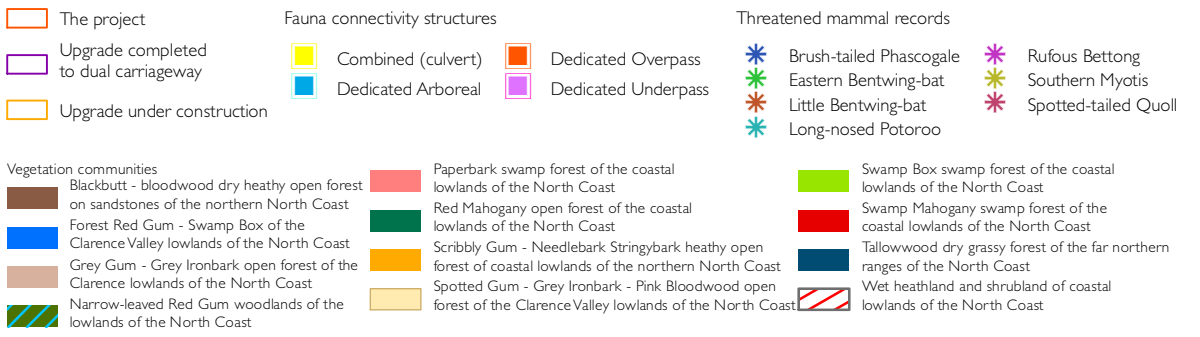 The project
Upgrade completed
to dual carriageway
Upgrade under construction
Fauna connectivity structures
Combined (culvert)
Dedicated Arboreal
Dedicated Overpass
Dedicated Underpass
Threatened mammal records
Brush-tailed Phascogale
Eastern Bentwing-bat
Little Bentwing-bat
Long-nosed Potoroo
Rufous Bettong
Southern Myotis
Spotted-tailed Quoll
Vegetation communities
Blackbutt - bloodwood dry heathy open forest
on sandstones of the northern North Coast
Forest Red Gum - Swamp Box of the
Clarence Valley lowlands of the North Coast
Grey Gum - Grey Ironbark open forest of the
Clarence lowlands of the North Coast
Narrow-leaved Red Gum woodlands of the
lowlands of the North Coast
Paperbark swamp forest of the coastal
lowlands of the North Coast
Red Mahogany open forest of the coastal
lowlands of the North Coast
Scribbly Gum - Needlebark Stringybark heathy open
forest of coastal lowlands of the northern North Coast
Spotted Gum - Grey Ironbark - Pink Bloodwood open
forest of the Clarence Valley lowlands of the North Coast
Swamp Box swamp forest of the coastal
lowlands of the North Coast
Swamp Mahogany swamp forest of the
coastal lowlands of the North Coast
Tallowwood dry grassy forest of the far northern
ranges of the North Coast
Wet heathland and shrubland of coastal
lowlands of the North Coast